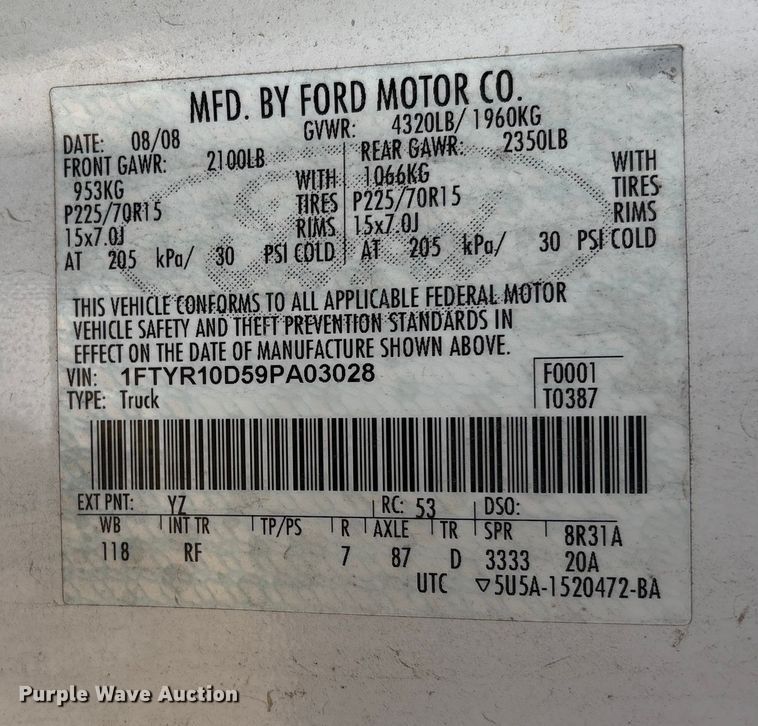 MFD. BY FORD MOTOR CO.
DATE: 08/08 GVWR: 4320LB/ 1960KG
FRONT GAWR: 2100LB REAR GAWR: 2350LB
953KG WITH 1066KG WITH
P225/70R15 TIRES P225/70R15 TIRES
15x7.0J RIMS 15x7.0J RIMS
AT 205 kPa/ 30 PSI COLD AT 205 kPa/ 30 PSI COLD
THIS VEHICLE CONFORMS TO ALL APPLICABLE FEDERAL MOTOR
VEHICLE SAFETY AND THEFT PREVENTION STANDARDS IN
EFFECT ON THE DATE OF MANUFACTURE SHOWN ABOVE.
VIN: 1FTYR10D59PA03028 F0001
TYPE: Truck T0387
EXT PNT: YZ RC: 53 DSO:
WB INT TR TP/PS R AXLE TR SPR 8R31A
118 RF 7 87 D 3333 20A
UTC ▽5U5A-1520472-BA
Purple Wave Auction